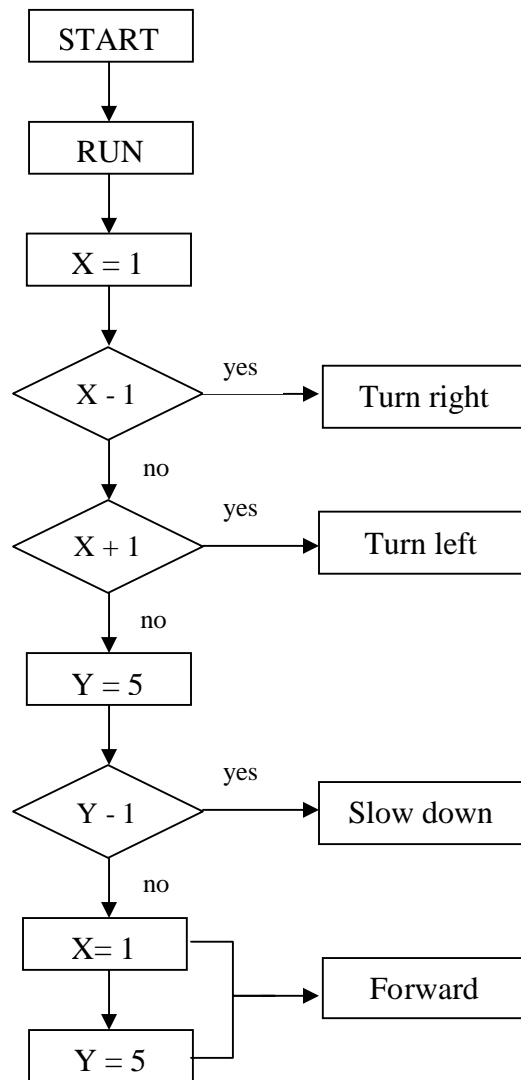 START
RUN
X = 1
X - 1
yes
Turn right
no
X + 1
yes
Turn left
no
Y = 5
Y - 1
yes
Slow down
no
X= 1
Forward
Y = 5